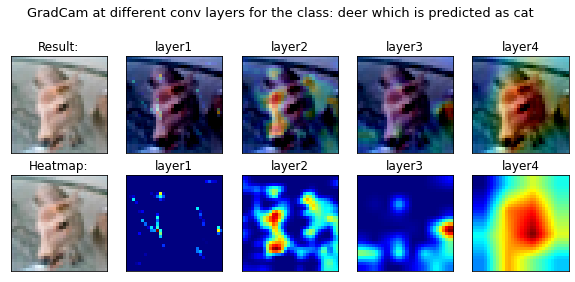 GradCam at different conv layers for the class: deer which is predicted as cat
Result: layer1 layer2 layer3 layer4
Heatmap: layer1 layer2 layer3 layer4